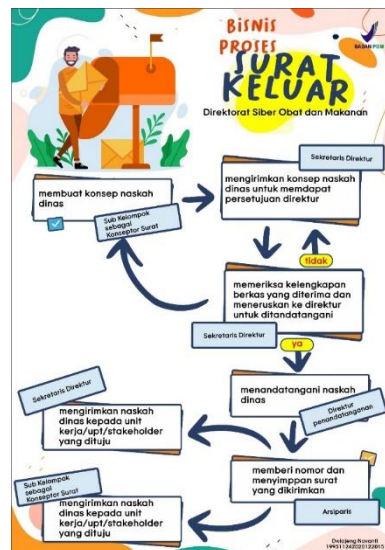 BISNIS
PROSES
BADAN POM
SURAT
KELUAR
Direktorat Siber Obat dan Makanan
Sekretaris Direktur
membuat konsep naskah
dinas
Sub Kelompok
sebagai
Konseptor Surat
mengirimkan konsep naskah
dinas untuk memdapat
persetujuan direktur
tidak
memeriksa kelengkapan
berkas yang diterima dan
meneruskan ke direktur
untuk ditandatangani
Sekretaris Direktur
ya
menandatangani naskah
dinas
Direktur
penandatanganan
Sekretaris Direktur
mengirimkan naskah
dinas kepada unit
kerja/upt/stakeholder
yang dituju
memberi nomor dan
menyimppan surat
yang dikirimkan
Arsiparis
Sub Kelompok
sebagai
Konseptor Surat
mengirimkan naskah
dinas kepada unit
kerja/upt/stakeholder
yang dituju